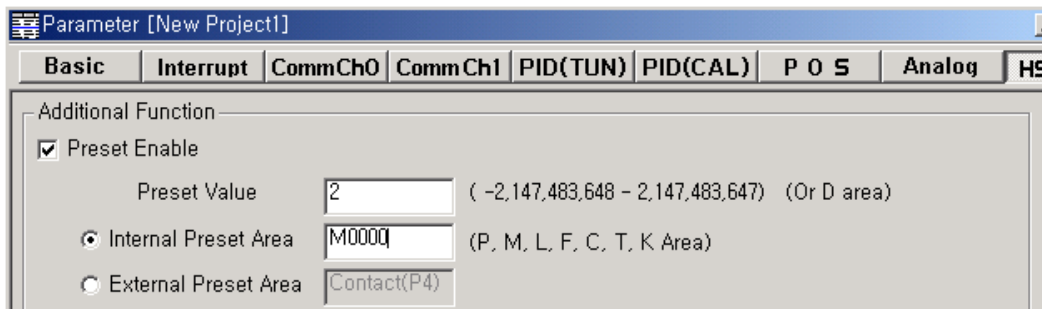 Parameter [New Project1]
Basic Interrupt CommCh0 CommCh1 PID(TUN) PID(CAL) P O S Analog HS
Additional Function
Preset Enable
Preset Value 2 ( -2,147,483,648 - 2,147,483,647) (Or D area)
Internal Preset Area M0000 (P, M, L, F, C, T, K Area)
External Preset Area Contact(P4)